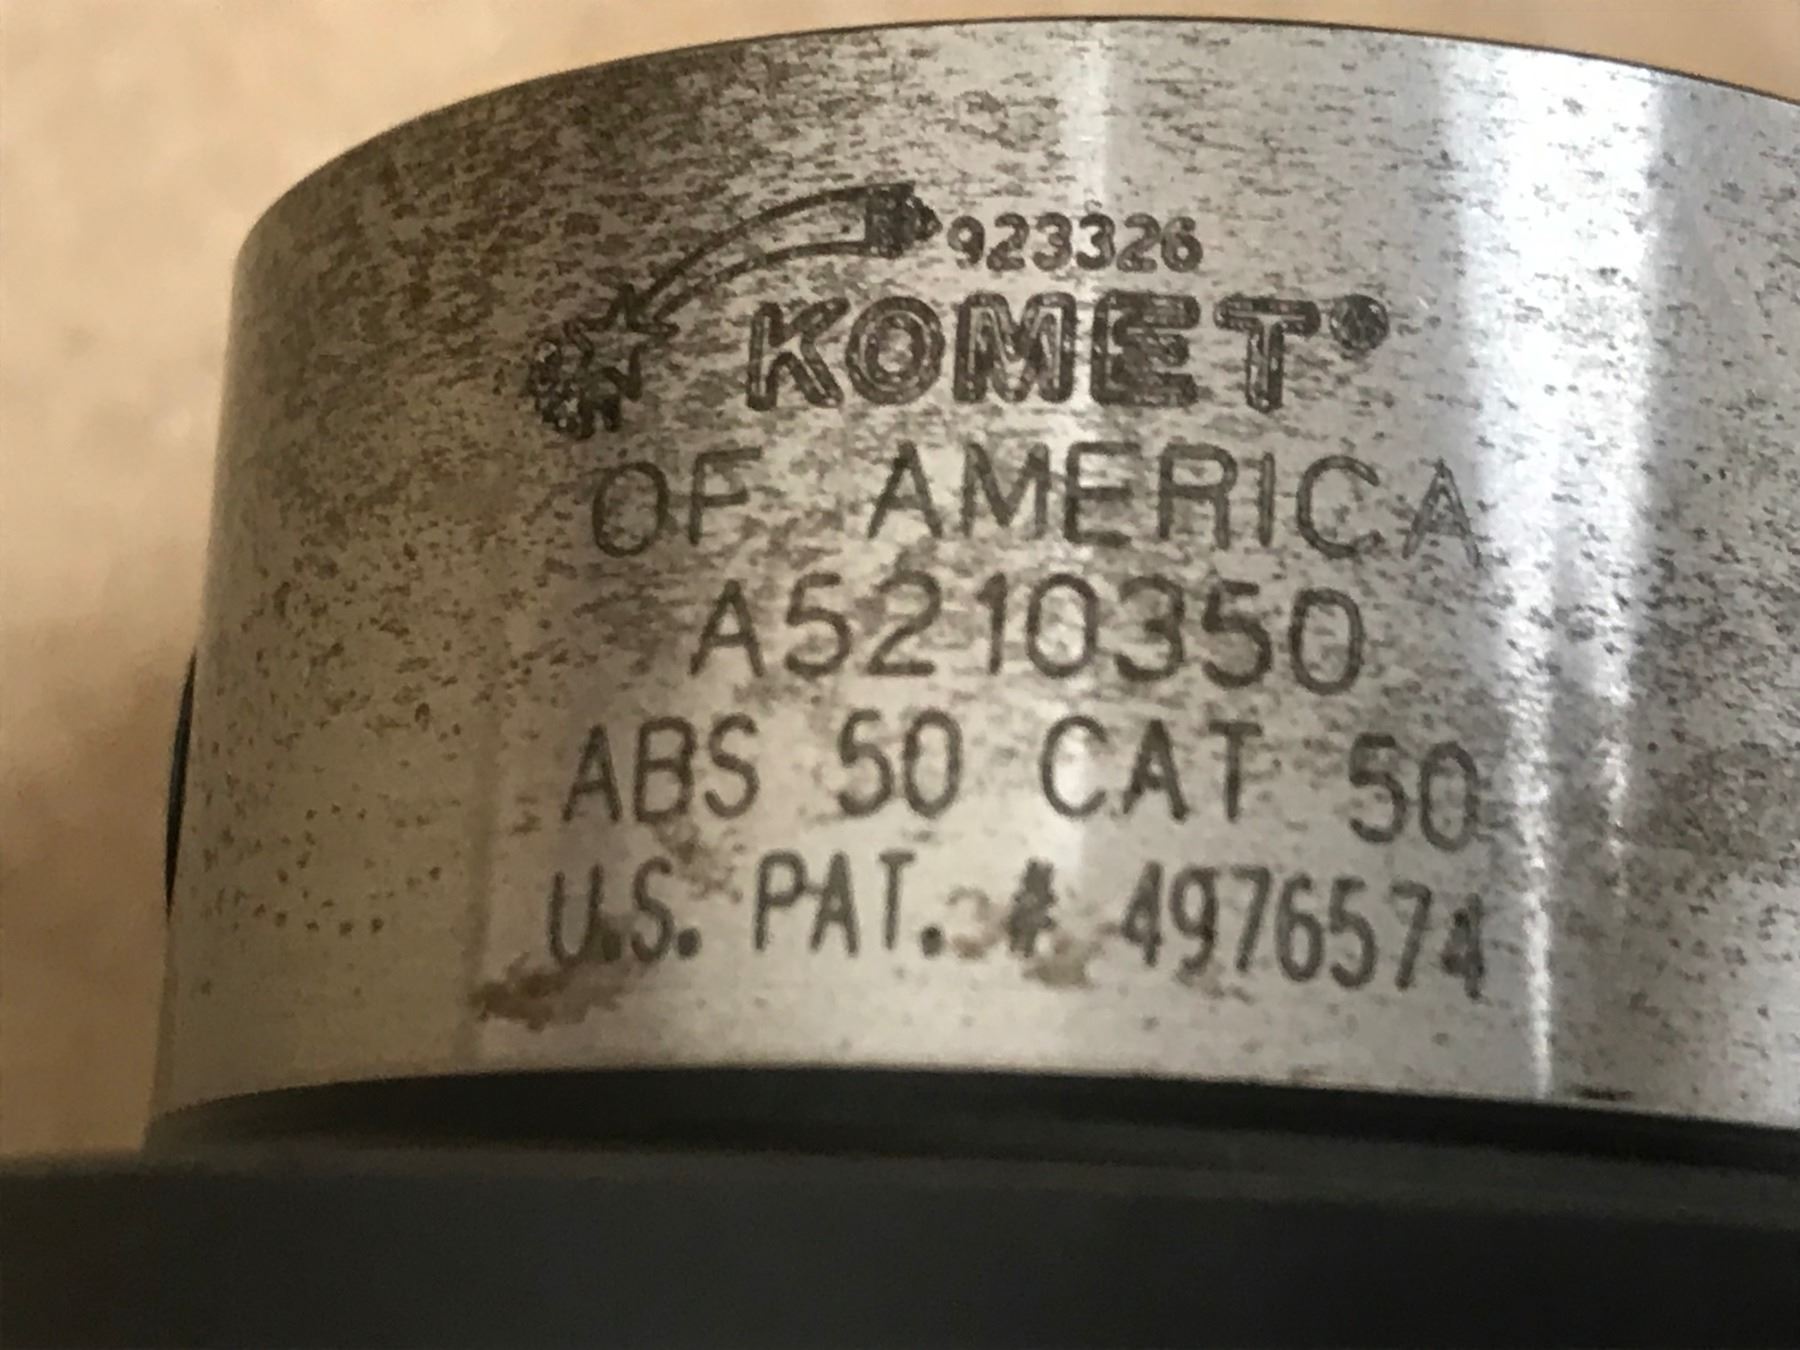 923326
KOMET®
OF AMERICA
A5210350
ABS 50 CAT 50
U.S. PAT. # 4976574